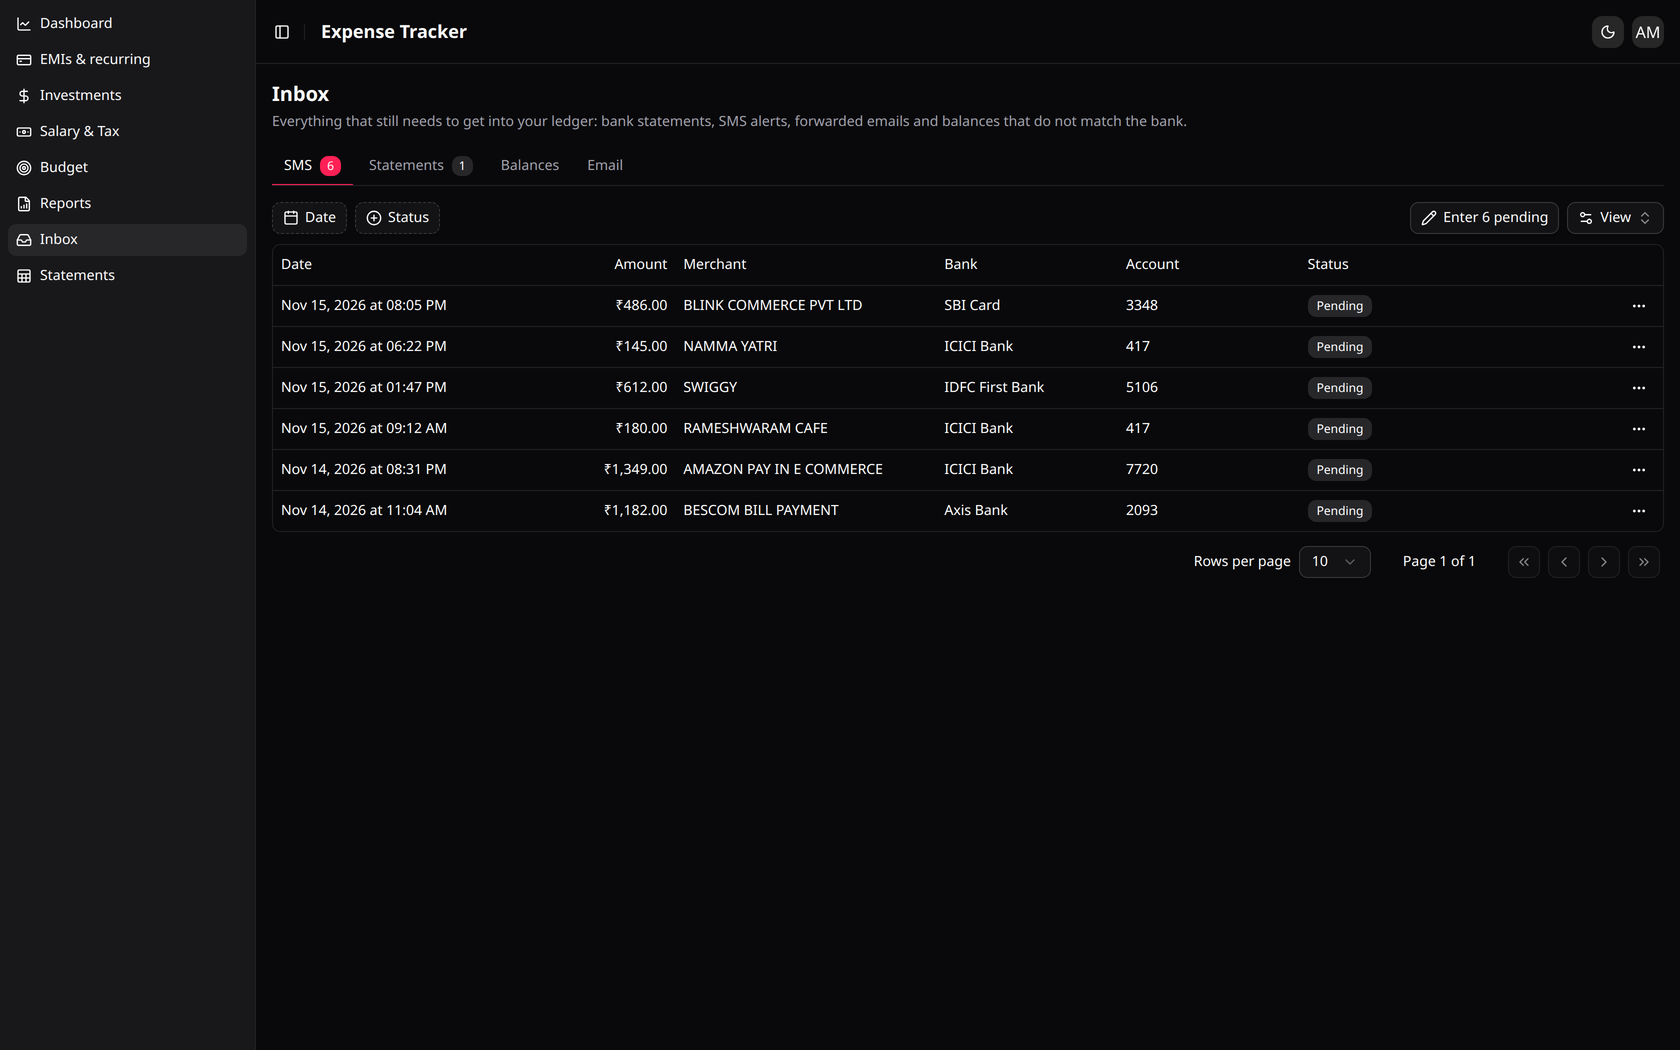 Dashboard
EMIs & recurring
Investments
Salary & Tax
Budget
Reports
Inbox
Statements
Expense Tracker
AM
Inbox
Everything that still needs to get into your ledger: bank statements, SMS alerts, forwarded emails and balances that do not match the bank.
SMS 6 Statements 1 Balances Email
Date Status Enter 6 pending View
Date Amount Merchant Bank Account Status
Nov 15, 2026 at 08:05 PM ₹486.00 BLINK COMMERCE PVT LTD SBI Card 3348 Pending
Nov 15, 2026 at 06:22 PM ₹145.00 NAMMA YATRI ICICI Bank 417 Pending
Nov 15, 2026 at 01:47 PM ₹612.00 SWIGGY IDFC First Bank 5106 Pending
Nov 15, 2026 at 09:12 AM ₹180.00 RAMESHWARAM CAFE ICICI Bank 417 Pending
Nov 14, 2026 at 08:31 PM ₹1,349.00 AMAZON PAY IN E COMMERCE ICICI Bank 7720 Pending
Nov 14, 2026 at 11:04 AM ₹1,182.00 BESCOM BILL PAYMENT Axis Bank 2093 Pending
Rows per page 10 Page 1 of 1